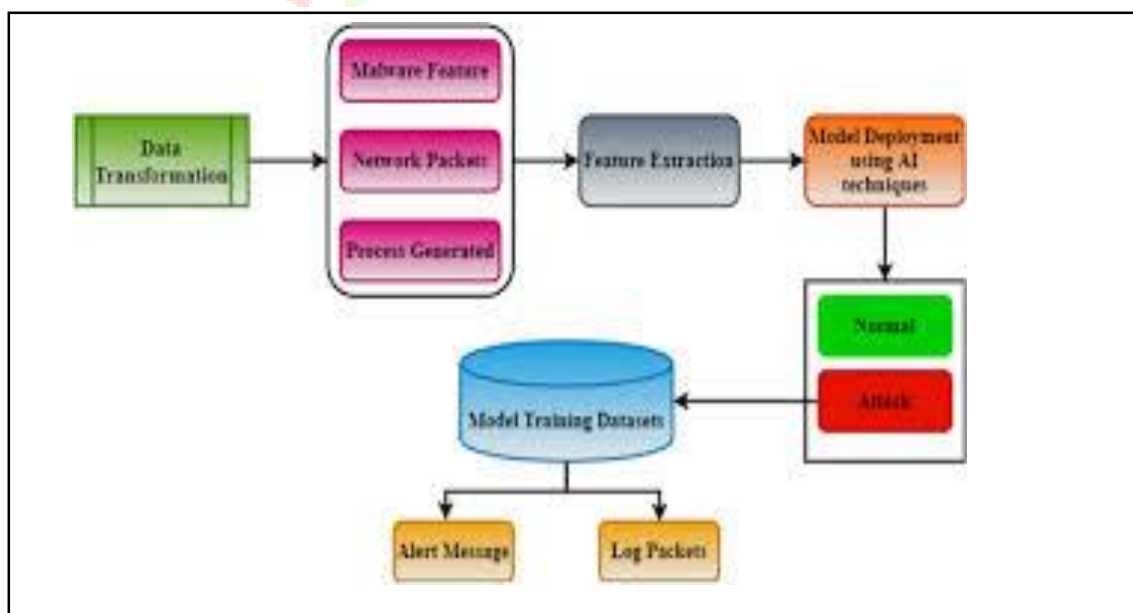 Malware Feature
Data
Transformation
Network Packets
Process Generated
Feature Extraction
Model Deployment
using AI
techniques
Normal
Attack
Model Training Datasets
Alert Message
Log Packets